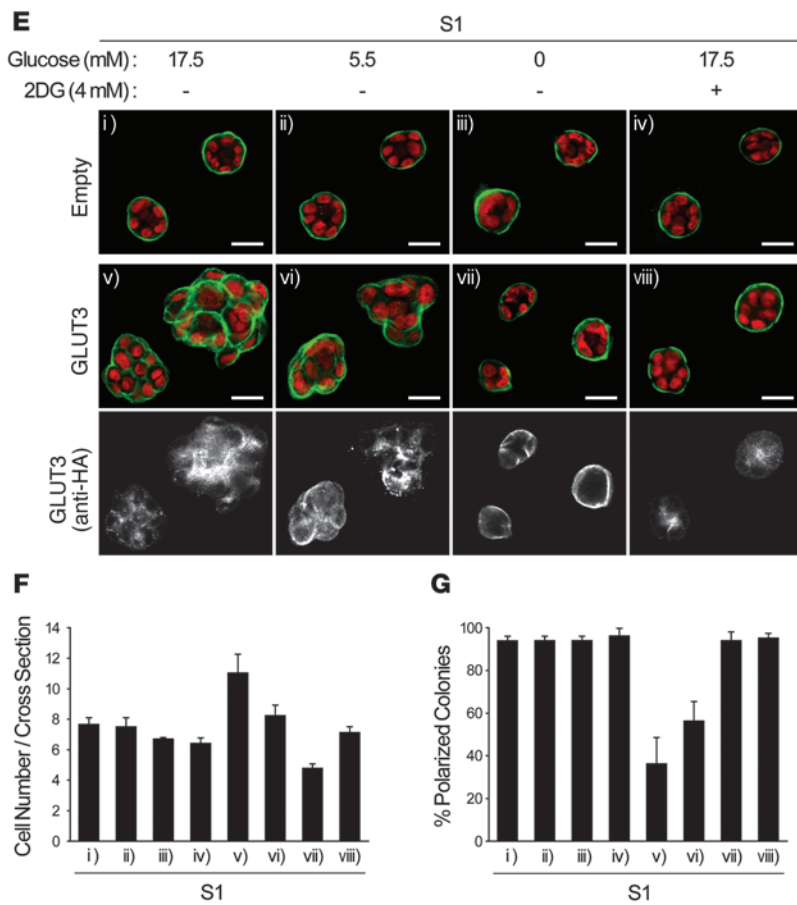 E
S1
Glucose (mM) : 17.5 5.5 0 17.5
2DG (4 mM) : - - - +
Empty
i ) ii ) iii ) iv )
GLUT3
v) vi ) vii ) viii )
GLUT3
(anti-HA)
F
Cell Number / Cross Section
14
12
10
8
6
4
2
0
i ) ii ) iii ) iv ) v ) vi ) vii ) viii )
S1
G
% Polarized Colonies
100
80
60
40
20
0
i ) ii ) iii ) iv ) v ) vi ) vii ) viii )
S1